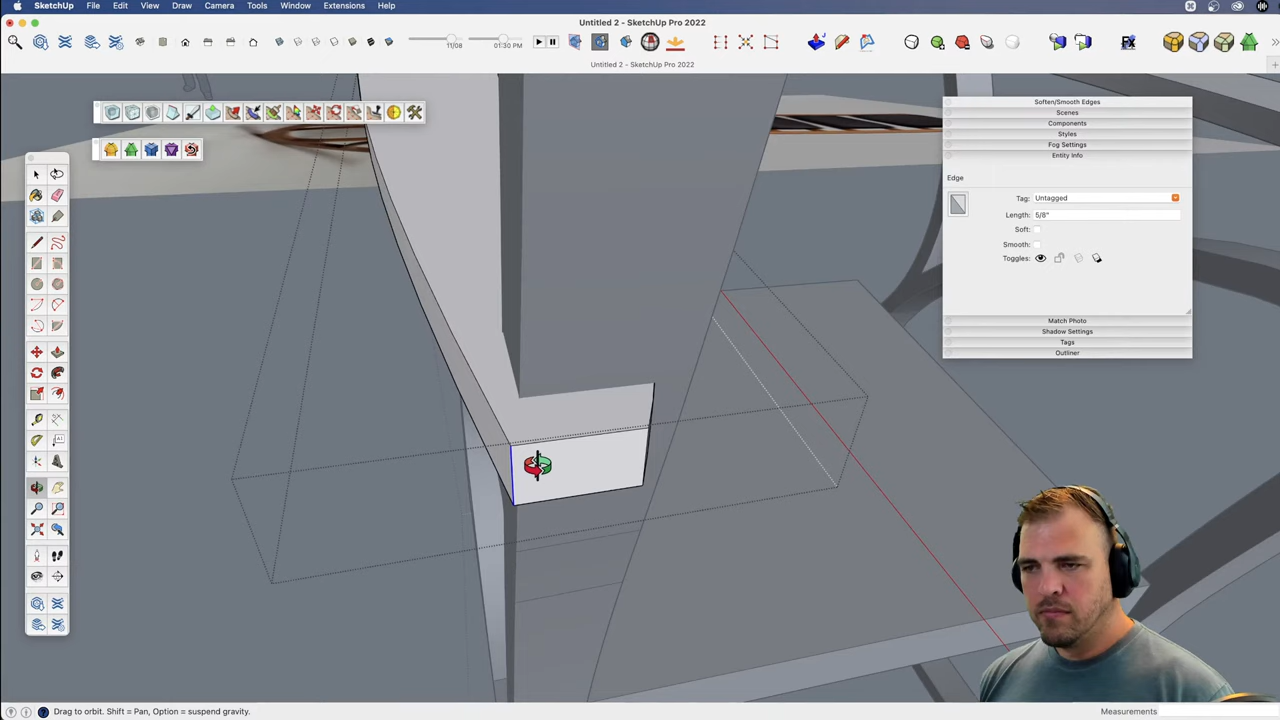 SketchUp File Edit View Draw Camera Tools Window Extensions Help
Untitled 2 - SketchUp Pro 2022
11/08 01:30 PM
Untitled 2 - SketchUp Pro 2022
Soften/Smooth Edges
Scenes
Components
Styles
Fog Settings
Entity Info
Edge
Tag: Untagged
Length: 5/8"
Soft:
Smooth:
Toggles:
Match Photo
Shadow Settings
Tags
Outliner
Drag to orbit. Shift = Pan, Option = suspend gravity.
Measurements